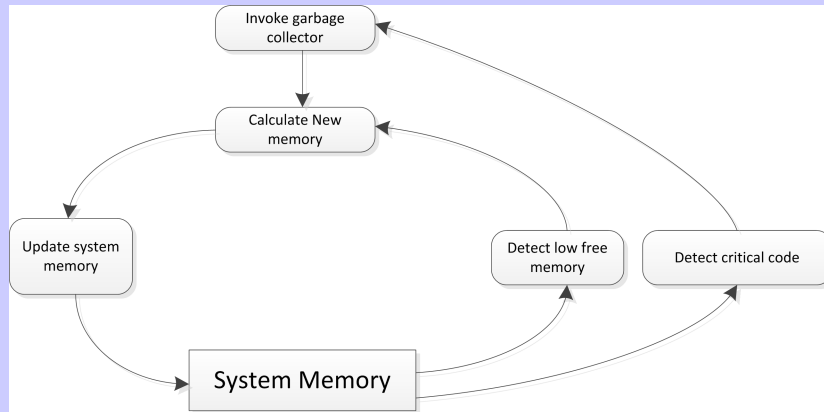 Invoke garbage
collector
Calculate New
memory
Update system
memory
Detect low free
memory
Detect critical code
System Memory